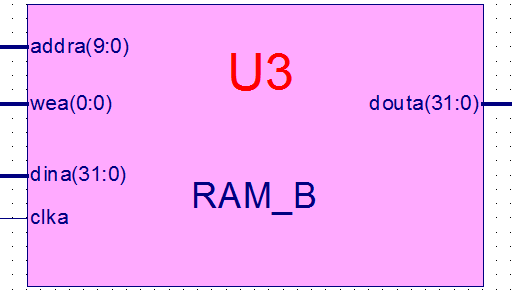 addra(9:0)
U3
wea(0:0)
douta(31:0)
dina(31:0)
RAM_B
clka